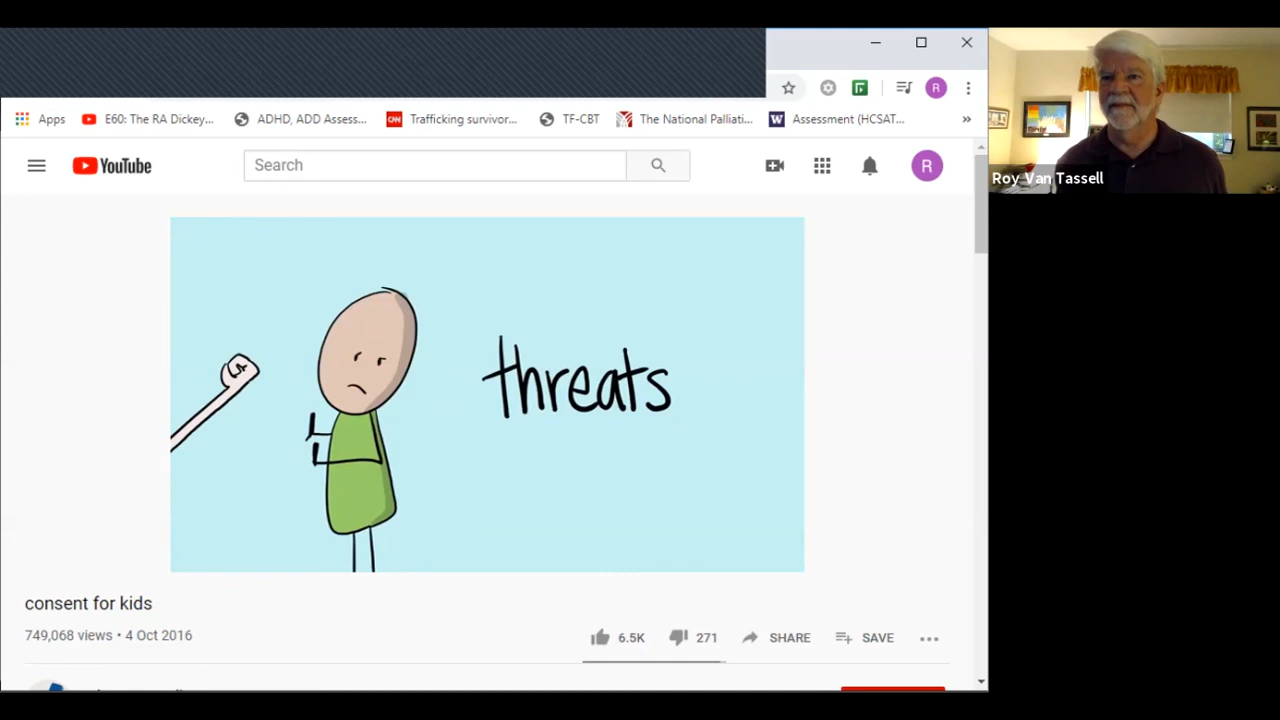 Apps
E60: The RA Dickey...
ADHD, ADD Assess...
CNN
Trafficking survivor...
TF-CBT
The National Palliati...
W
Assessment (HCSAT...
»
YouTube
Search
R
R
Roy Van Tassell
threats
consent for kids
749,068 views • 4 Oct 2016
6.5K
271
SHARE
SAVE